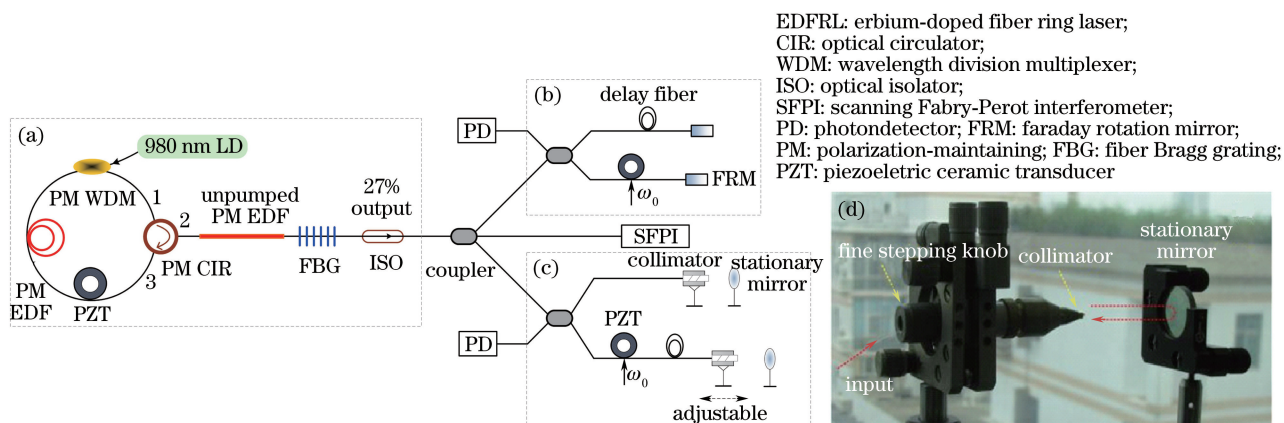 (a)
980 nm LD
PM WDM
1
2
3
PM CIR
PM
EDF
PZT
unpumped
PM EDF
FBG
27%
output
ISO
coupler
(b)
PD
delay fiber
FRM
ω0
SFPI
(c)
collimator
stationary
mirror
PD
PZT
ω0
adjustable
EDFRL: erbium-doped fiber ring laser;
CIR: optical circulator;
WDM: wavelength division multiplexer;
ISO: optical isolator;
SFPI: scanning Fabry-Perot interferometer;
PD: photondetector; FRM: faraday rotation mirror;
PM: polarization-maintaining; FBG: fiber Bragg grating;
PZT: piezoeletric ceramic transducer
(d)
fine stepping knob
collimator
stationary
mirror
input